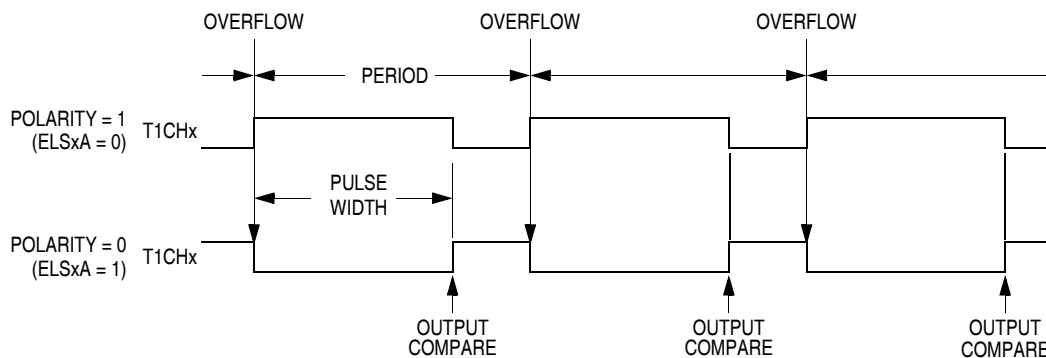 OVERFLOW
OVERFLOW
OVERFLOW
PERIOD
POLARITY = 1
(ELSxA = 0)
T1CHx
PULSE
WIDTH
POLARITY = 0
(ELSxA = 1)
T1CHx
OUTPUT
COMPARE
OUTPUT
COMPARE
OUTPUT
COMPARE